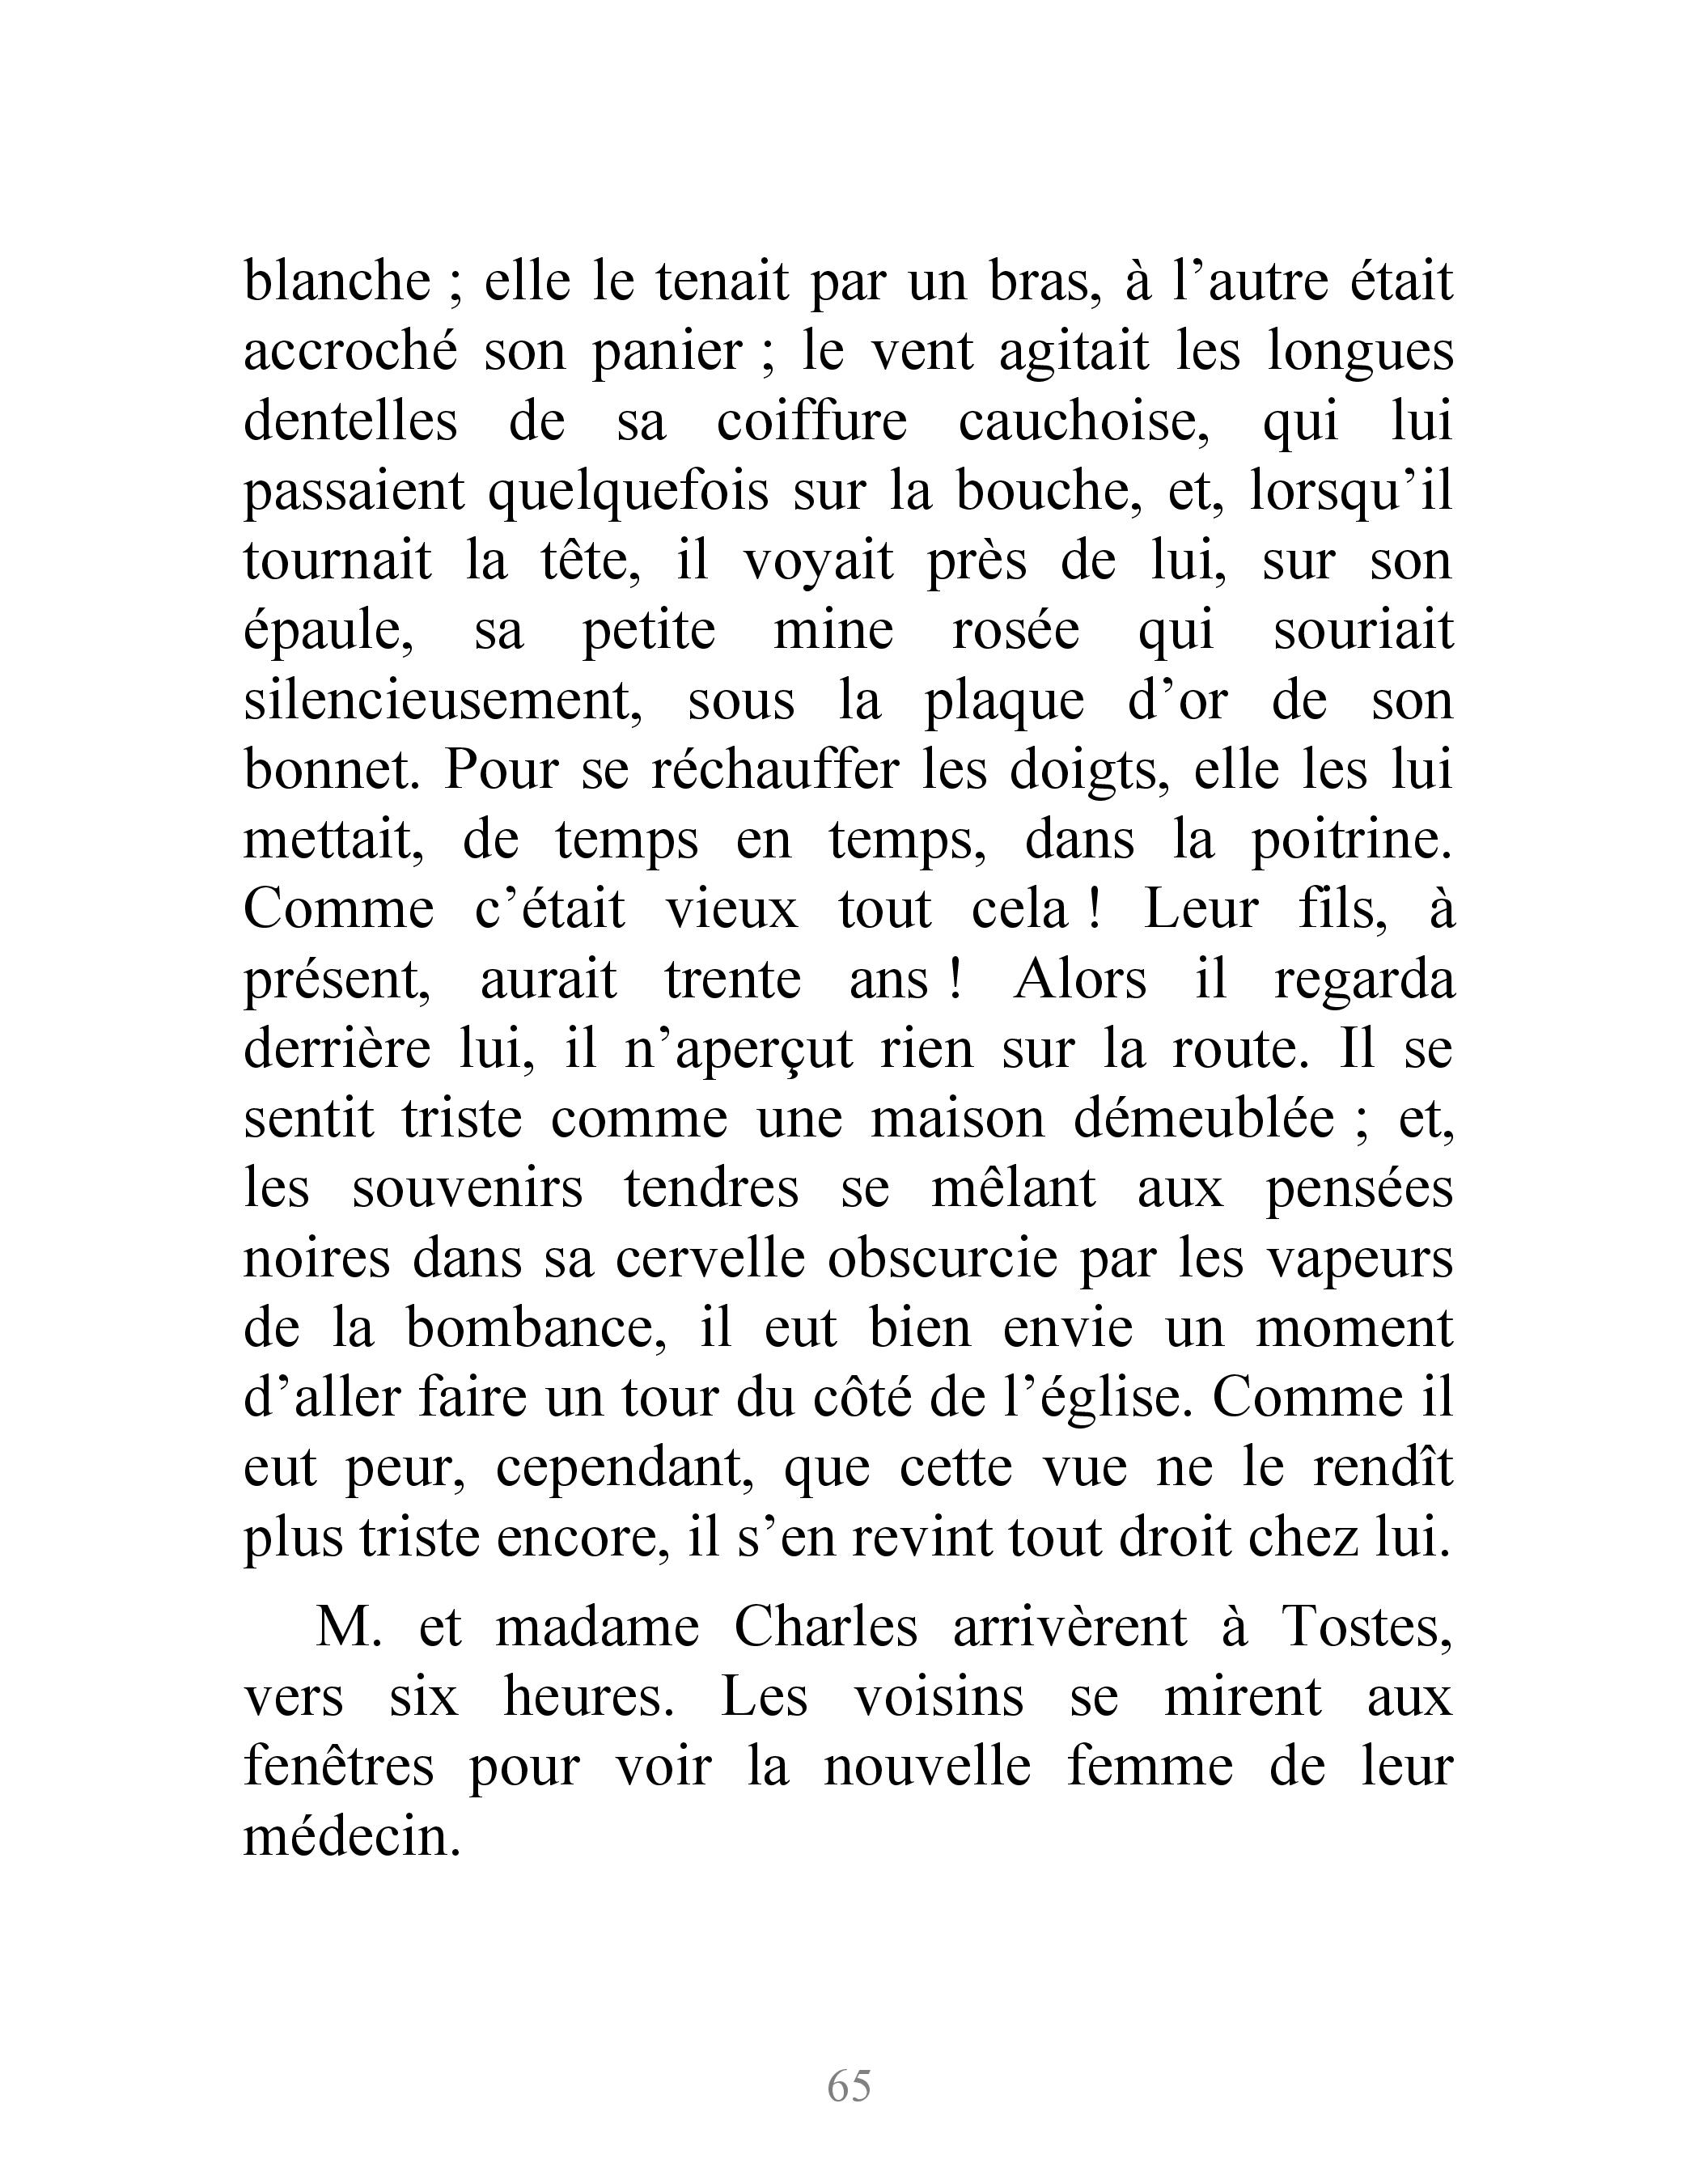 blanche ; elle le tenait par un bras, à l’autre était
accroché son panier ; le vent agitait les longues
dentelles de sa coiffure cauchoise, qui lui
passaient quelquefois sur la bouche, et, lorsqu’il
tournait la tête, il voyait près de lui, sur son
épaule, sa petite mine rosée qui souriait
silencieusement, sous la plaque d’or de son
bonnet. Pour se réchauffer les doigts, elle les lui
mettait, de temps en temps, dans la poitrine.
Comme c’était vieux tout cela ! Leur fils, à
présent, aurait trente ans ! Alors il regarda
derrière lui, il n’aperçut rien sur la route. Il se
sentit triste comme une maison démeublée ; et,
les souvenirs tendres se mêlant aux pensées
noires dans sa cervelle obscurcie par les vapeurs
de la bombance, il eut bien envie un moment
d’aller faire un tour du côté de l’église. Comme il
eut peur, cependant, que cette vue ne le rendît
plus triste encore, il s’en revint tout droit chez lui.
M. et madame Charles arrivèrent à Tostes,
vers six heures. Les voisins se mirent aux
fenêtres pour voir la nouvelle femme de leur
médecin.
65